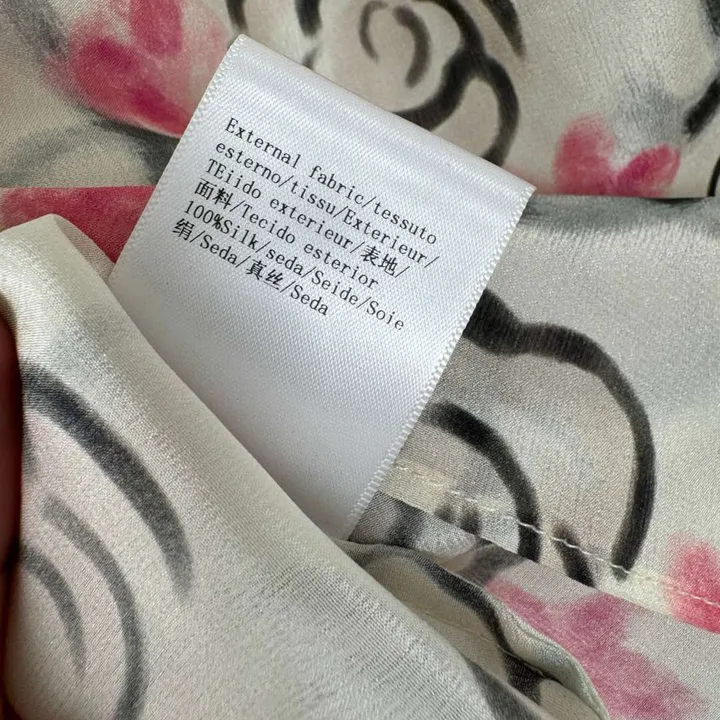 External fabric/tessuto
esterno/tissu/Exterieur/
TEiido exterieur/表地/
面料/Tecido esterior
100%Silk/seda/Seide/Soie
绢/Seda/真丝/Seda